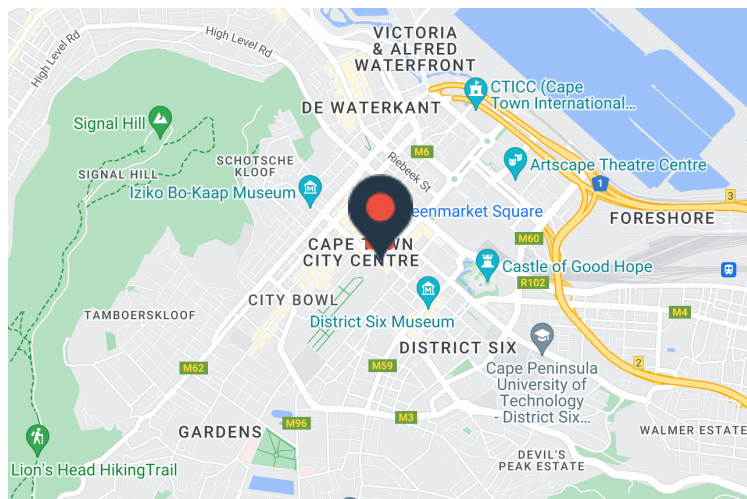 VICTORIA
& ALFRED
WATERFRONT
High Level Rd
High Level Rd
CTICC (Cape
Town International...
DE WATERKANT
Signal Hill
M6
SCHOTSCHE
KLOOF
Riebeek St
Artscape Theatre Centre
SIGNAL HILL
1
Iziko Bo-Kaap Museum
3
eenmarket Square
FORESHORE
M60
CAPE TOWN
CITY CENTRE
Castle of Good Hope
R102
CITY BOWL
M4
TAMBOERSKLOOF
District Six Museum
DISTRICT SIX
2
M62
M59
Cape Peninsula
University of
Technology
- District Six...
M96
M3
GARDENS
WALMER ESTATE
DEVIL'S
PEAK ESTATE
Lion's Head HikingTrail